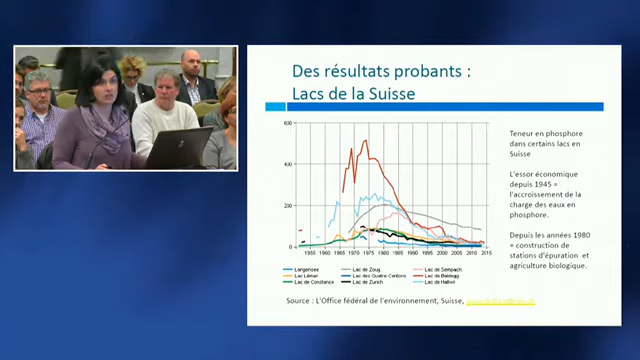 Des résultats probants :
Lacs de la Suisse
600
400
200
0
1955 1960 1965 1970 1975 1980 1985 1990 1995 2000 2005 2010 2015
Langensee Lac de Zoug Lac de Sempach
Lac Léman Lac des Quatre-Cantons Lac de Baldegg
Lac de Constance Lac de Zurich Lac de Hallwil
Teneur en phosphore
dans certains lacs en
Suisse
L'essor économique
depuis 1945 =
l'accroissement de la
charge des eaux en
phosphore.
Depuis les années 1980
= construction de
stations d'épuration et
agriculture biologique.
Source : L'Office fédéral de l'environnement, Suisse,